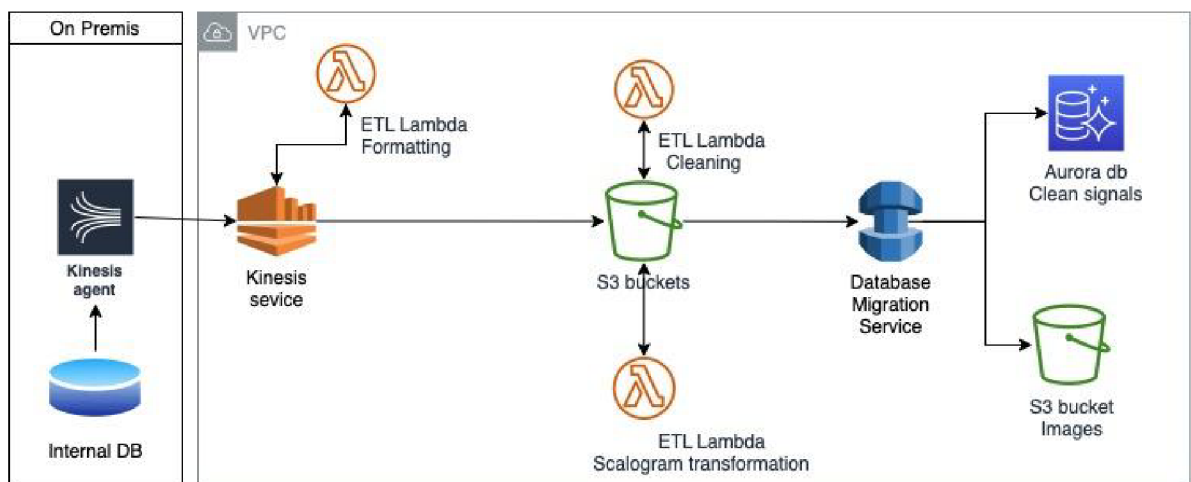 On Premis
VPC
ETL Lambda
Formatting
ETL Lambda
Cleaning
Aurora db
Clean signals
Kinesis
agent
Kinesis
sevice
S3 buckets
Database
Migration
Service
Internal DB
ETL Lambda
Scalogram transformation
S3 bucket
Images